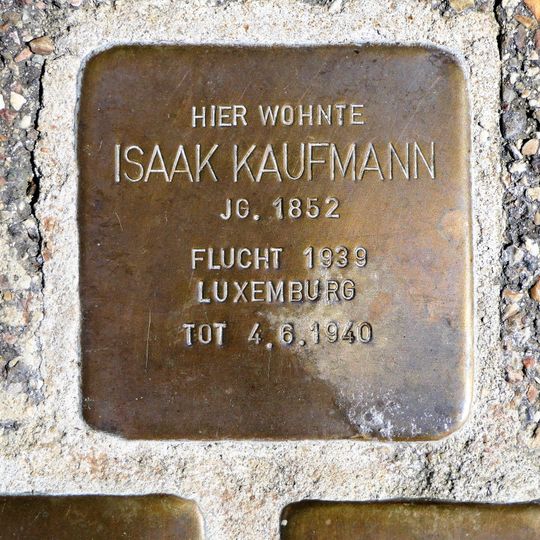 HIER WOHNTE
ISAAK KAUFMANN
JG. 1852
FLUCHT 1939
LUXEMBURG
TOT 4.6.1940